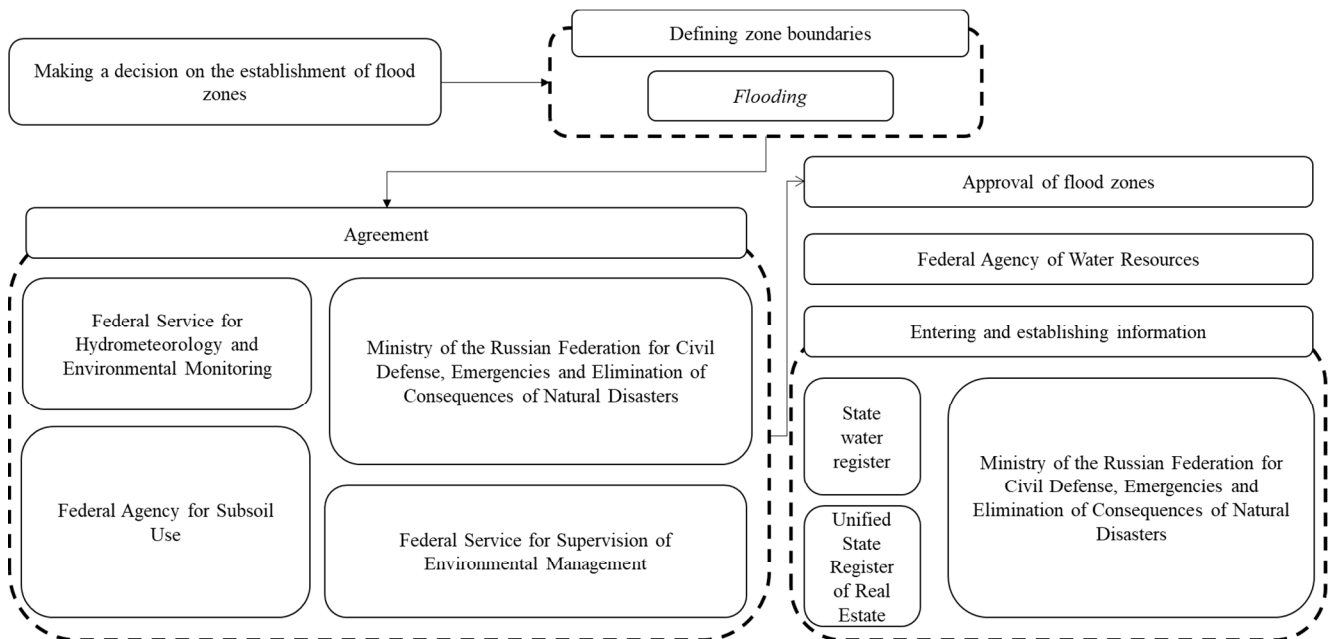 Making a decision on the establishment of flood
zones
Defining zone boundaries
Flooding
Agreement
Federal Service for
Hydrometeorology and
Environmental Monitoring
Ministry of the Russian Federation for Civil
Defense, Emergencies and Elimination of
Consequences of Natural Disasters
Federal Agency for Subsoil
Use
Federal Service for Supervision of
Environmental Management
Approval of flood zones
Federal Agency of Water Resources
Entering and establishing information
State
water
register
Unified
State
Register
of Real
Estate
Ministry of the Russian Federation for
Civil Defense, Emergencies and
Elimination of Consequences of Natural
Disasters